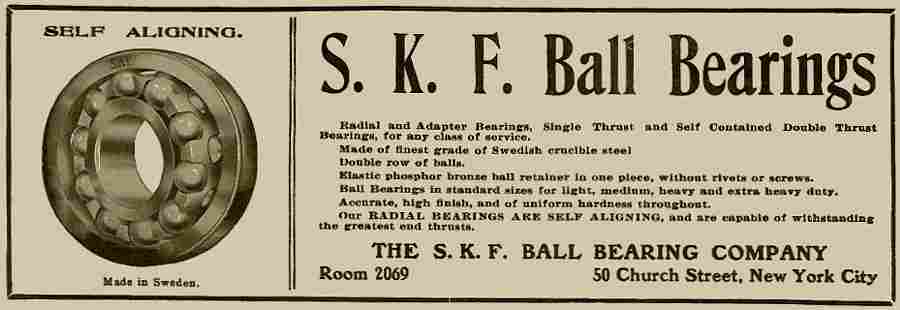 SELF ALIGNING.
SKF
Made in Sweden.
S. K. F. Ball Bearings
Radial and Adapter Bearings, Single Thrust and Self Contained Double Thrust
Bearings, for any class of service.
Made of finest grade of Swedish crucible steel
Double row of balls.
Elastic phosphor bronze ball retainer in one piece, without rivets or screws.
Ball Bearings in standard sizes for light, medium, heavy and extra heavy duty.
Accurate, high finish, and of uniform hardness throughout.
Our RADIAL BEARINGS ARE SELF ALIGNING, and are capable of withstanding
the greatest end thrusts.
THE S. K. F. BALL BEARING COMPANY
Room 2069 50 Church Street, New York City